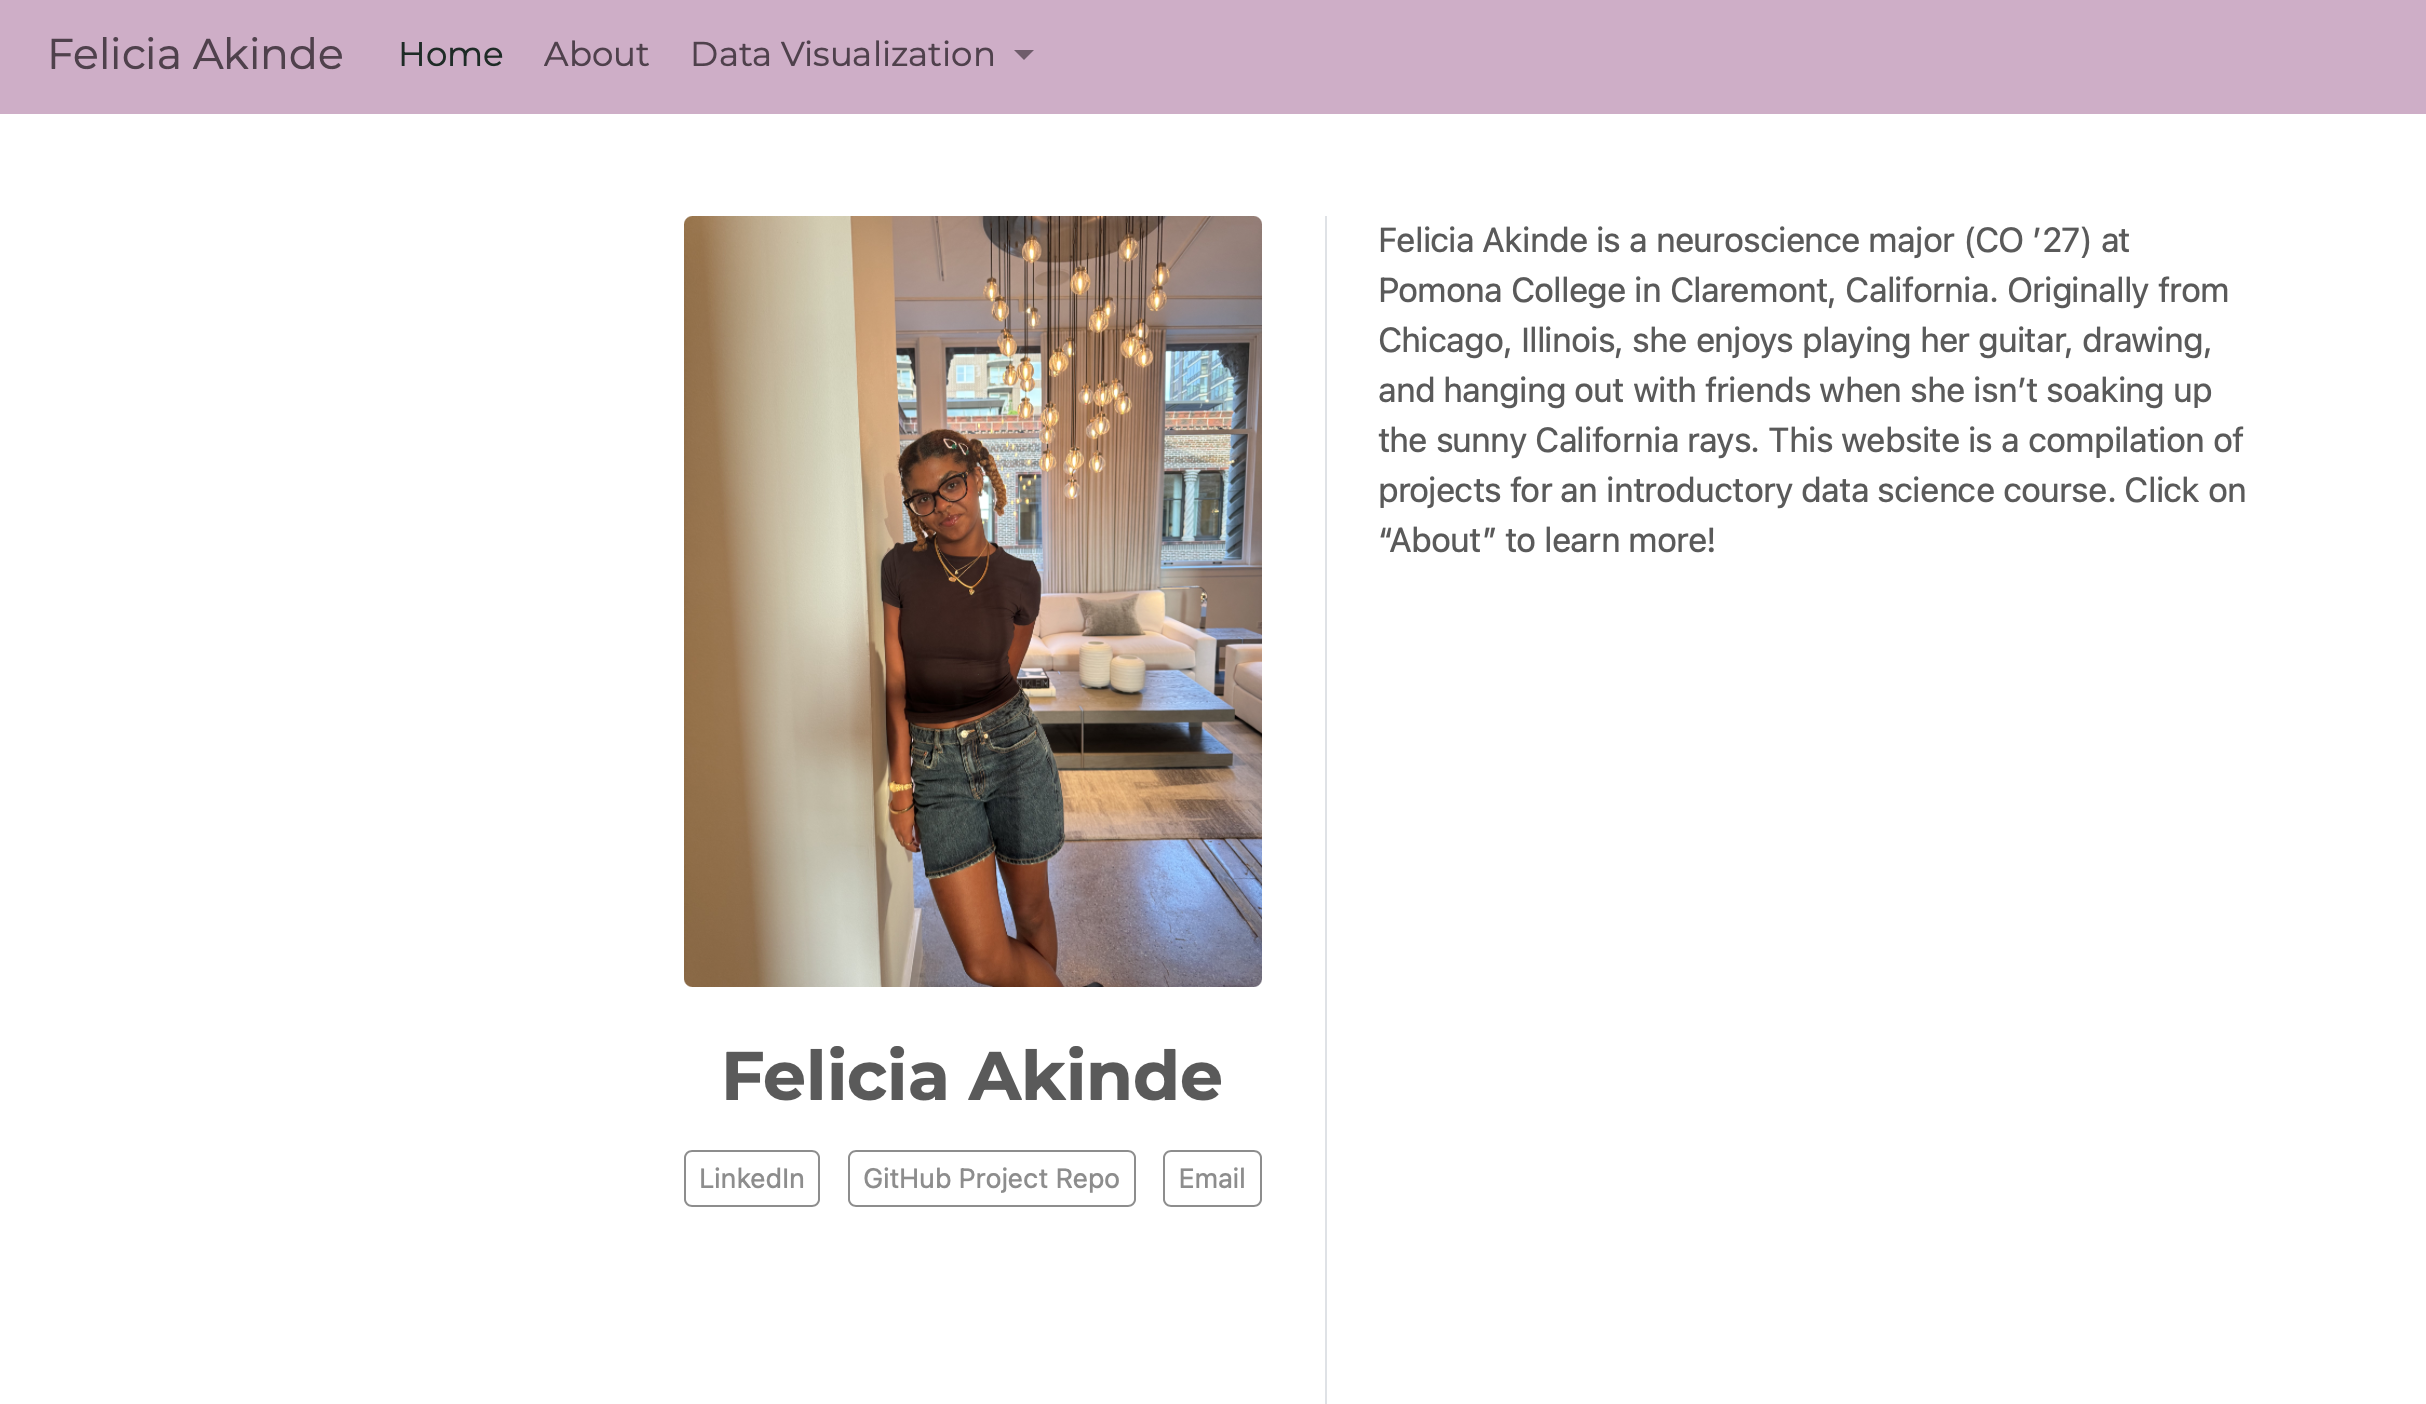 Felicia Akinde Home About Data Visualization
Felicia Akinde is a neuroscience major (CO ’27) at
Pomona College in Claremont, California. Originally from
Chicago, Illinois, she enjoys playing her guitar, drawing,
and hanging out with friends when she isn’t soaking up
the sunny California rays. This website is a compilation of
projects for an introductory data science course. Click on
“About” to learn more!
Felicia Akinde
LinkedIn GitHub Project Repo Email